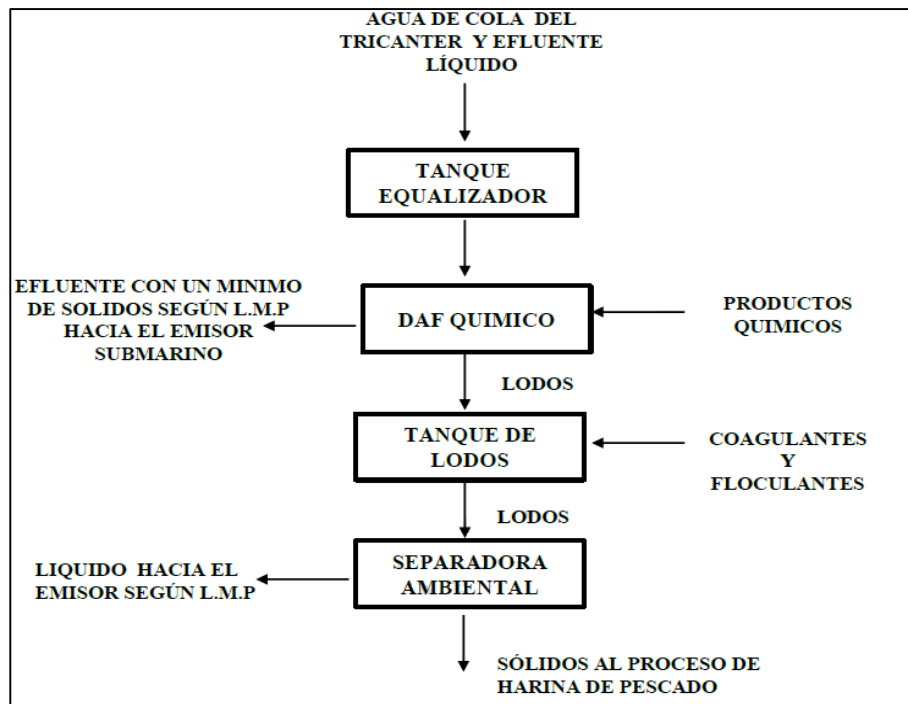 AGUA DE COLA DEL
TRICANTER Y EFLUENTE
LÍQUIDO
TANQUE
EQUALIZADOR
EFLUENTE CON UN MINIMO
DE SOLIDOS SEGÚN L.M.P
HACIA EL EMISOR
SUBMARINO
DAF QUIMICO
PRODUCTOS
QUIMICOS
LODOS
TANQUE DE
LODOS
COAGULANTES
Y
FLOCULANTES
LODOS
SEPARADORA
AMBIENTAL
LIQUIDO HACIA EL
EMISOR SEGÚN L.M.P
SÓLIDOS AL PROCESO DE
HARINA DE PESCADO